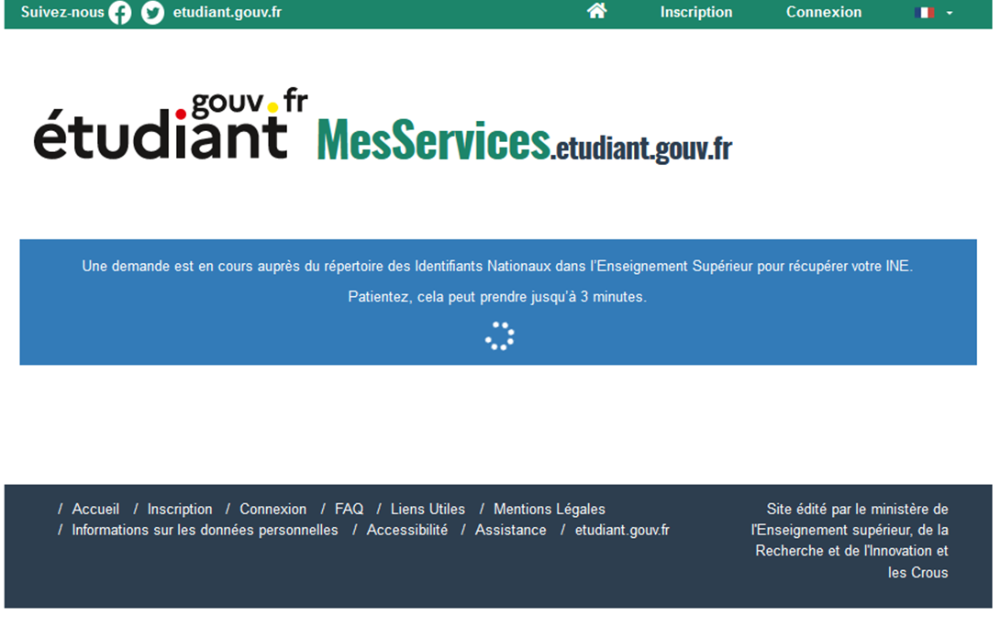 Suivez-nous etudiant.gouv.fr Inscription Connexion
étudiant gouv.fr MesServices.etudiant.gouv.fr
Une demande est en cours auprès du répertoire des Identifiants Nationaux dans l'Enseignement Supérieur pour récupérer votre INE.
Patientez, cela peut prendre jusqu'à 3 minutes.
/ Accueil / Inscription / Connexion / FAQ / Liens Utiles / Mentions Légales
/ Informations sur les données personnelles / Accessibilité / Assistance / etudiant.gouv.fr
Site édité par le ministère de
l'Enseignement supérieur, de la
Recherche et de l'Innovation et
les Crous